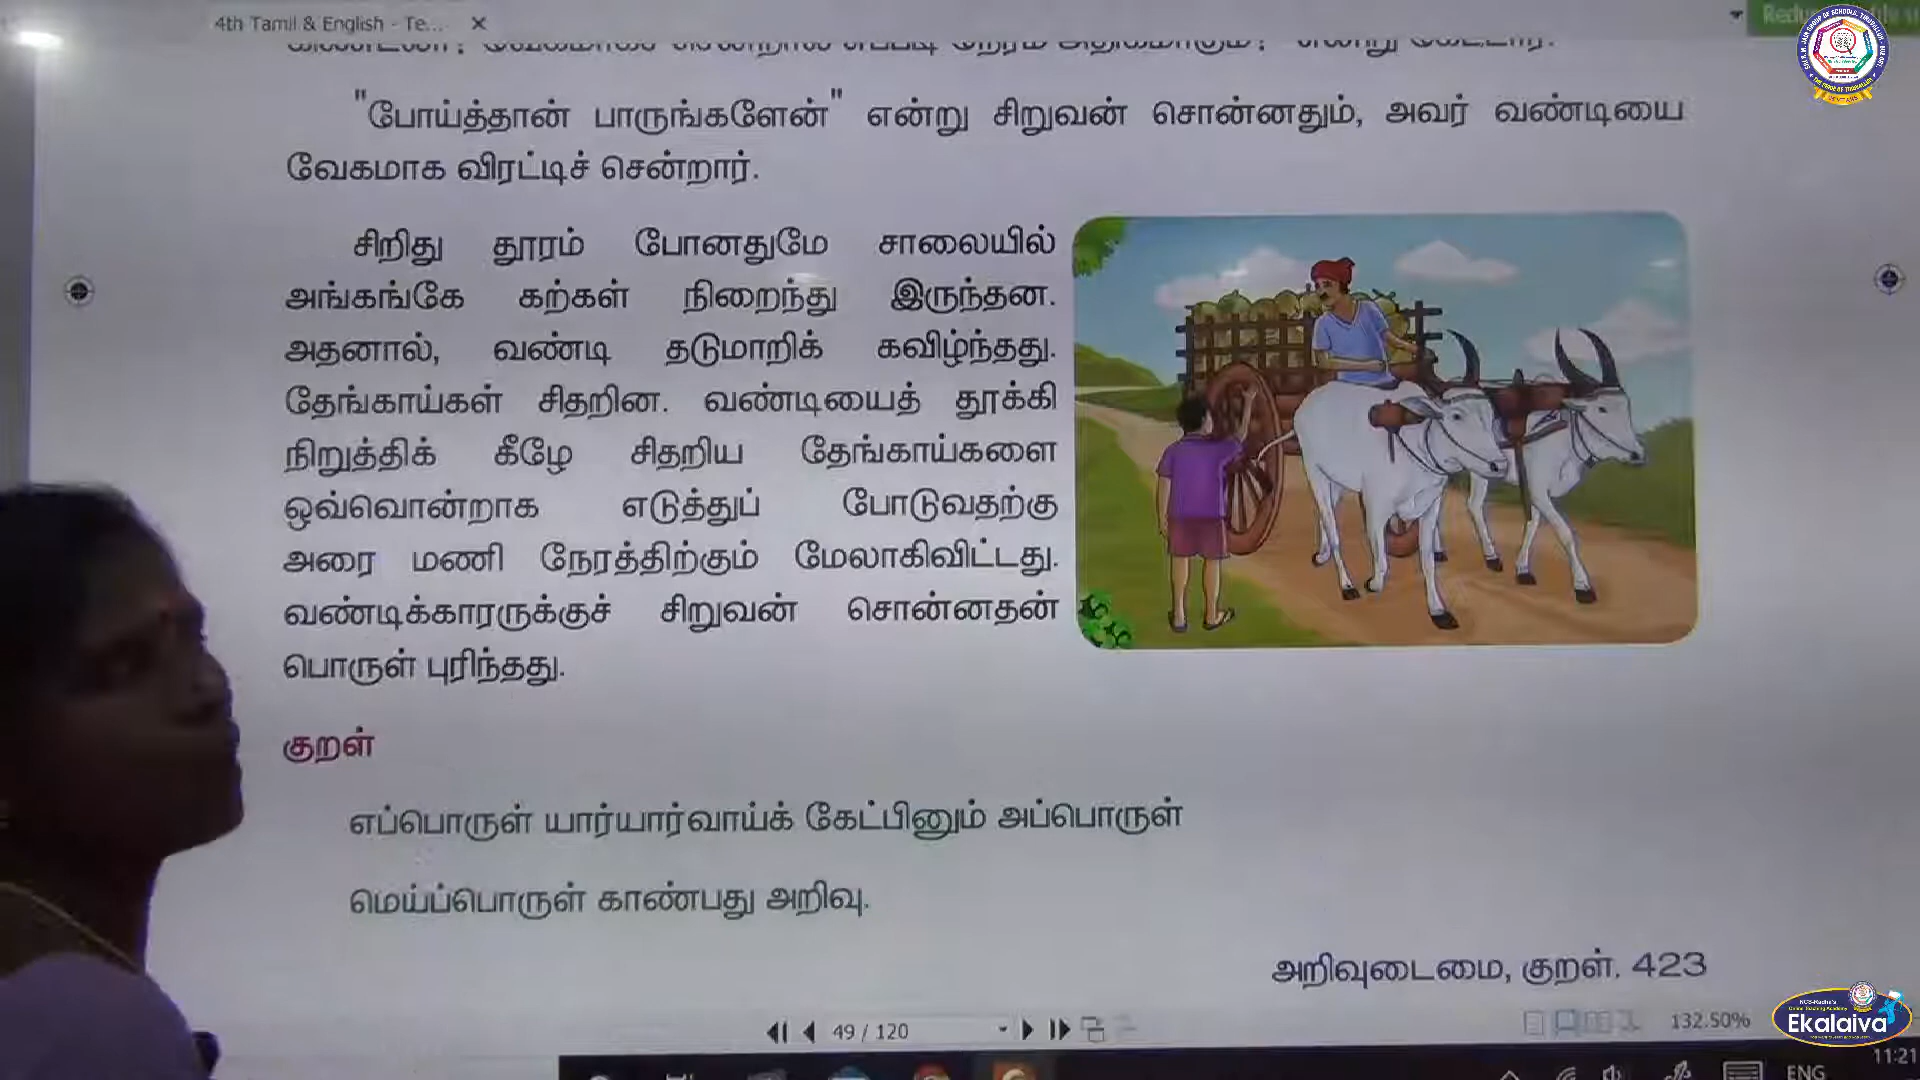 4th Tamil & English - Te...
"போய்த்தான் பாருங்களேன்" என்று சிறுவன் சொன்னதும், அவர் வண்டியை
வேகமாக விரட்டிச் சென்றார்.
சிறிது தூரம் போனதுமே சாலையில்
அங்கங்கே கற்கள் நிறைந்து இருந்தன.
அதனால், வண்டி தடுமாறிக் கவிழ்ந்தது.
தேங்காய்கள் சிதறின. வண்டியைத் தூக்கி
நிறுத்திக் கீழே சிதறிய தேங்காய்களை
ஒவ்வொன்றாக எடுத்துப் போடுவதற்கு
அரை மணி நேரத்திற்கும் மேலாகிவிட்டது.
வண்டிக்காரருக்குச் சிறுவன் சொன்னதன்
பொருள் புரிந்தது.
குறள்
எப்பொருள் யார்யார்வாய்க் கேட்பினும் அப்பொருள்
மெய்ப்பொருள் காண்பது அறிவு.
அறிவுடைமை, குறள். 423
49 / 120
132.50%
Ekalaiva
11:21
ENG